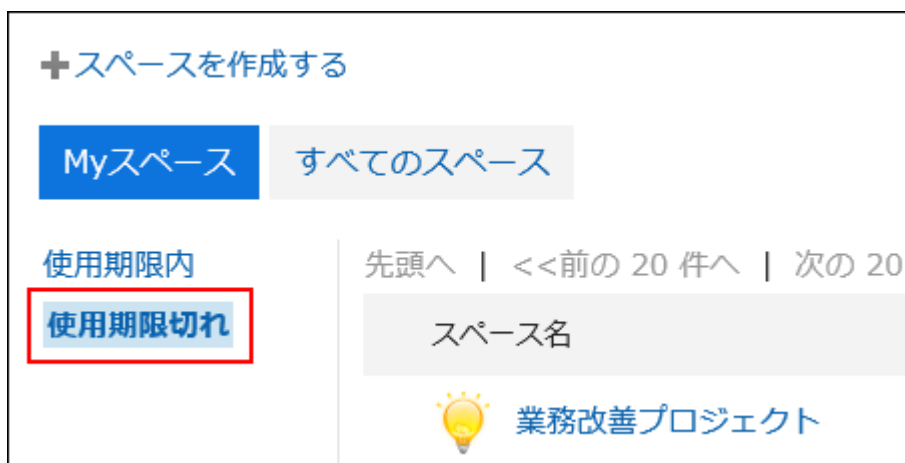 スペースを作成する
Myスペース すべてのスペース
使用期限内
使用期限切れ
先頭へ | <<前の 20 件へ | 次の 20
スペース名
業務改善プロジェクト